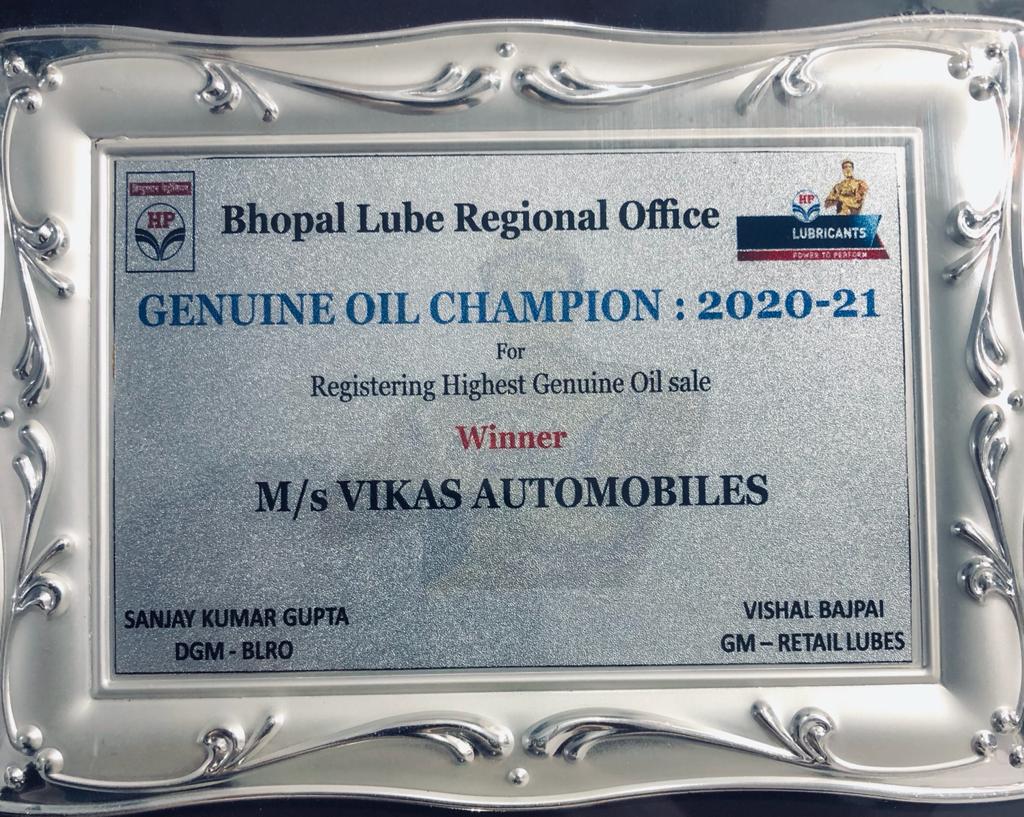 हिन्दुस्तान पेट्रोलियम
HP
Bhopal Lube Regional Office
HP
LUBRICANTS
POWER TO PERFORM
GENUINE OIL CHAMPION : 2020-21
For
Registering Highest Genuine Oil sale
Winner
M/s VIKAS AUTOMOBILES
SANJAY KUMAR GUPTA
DGM - BLRO
VISHAL BAJPAI
GM – RETAIL LUBES